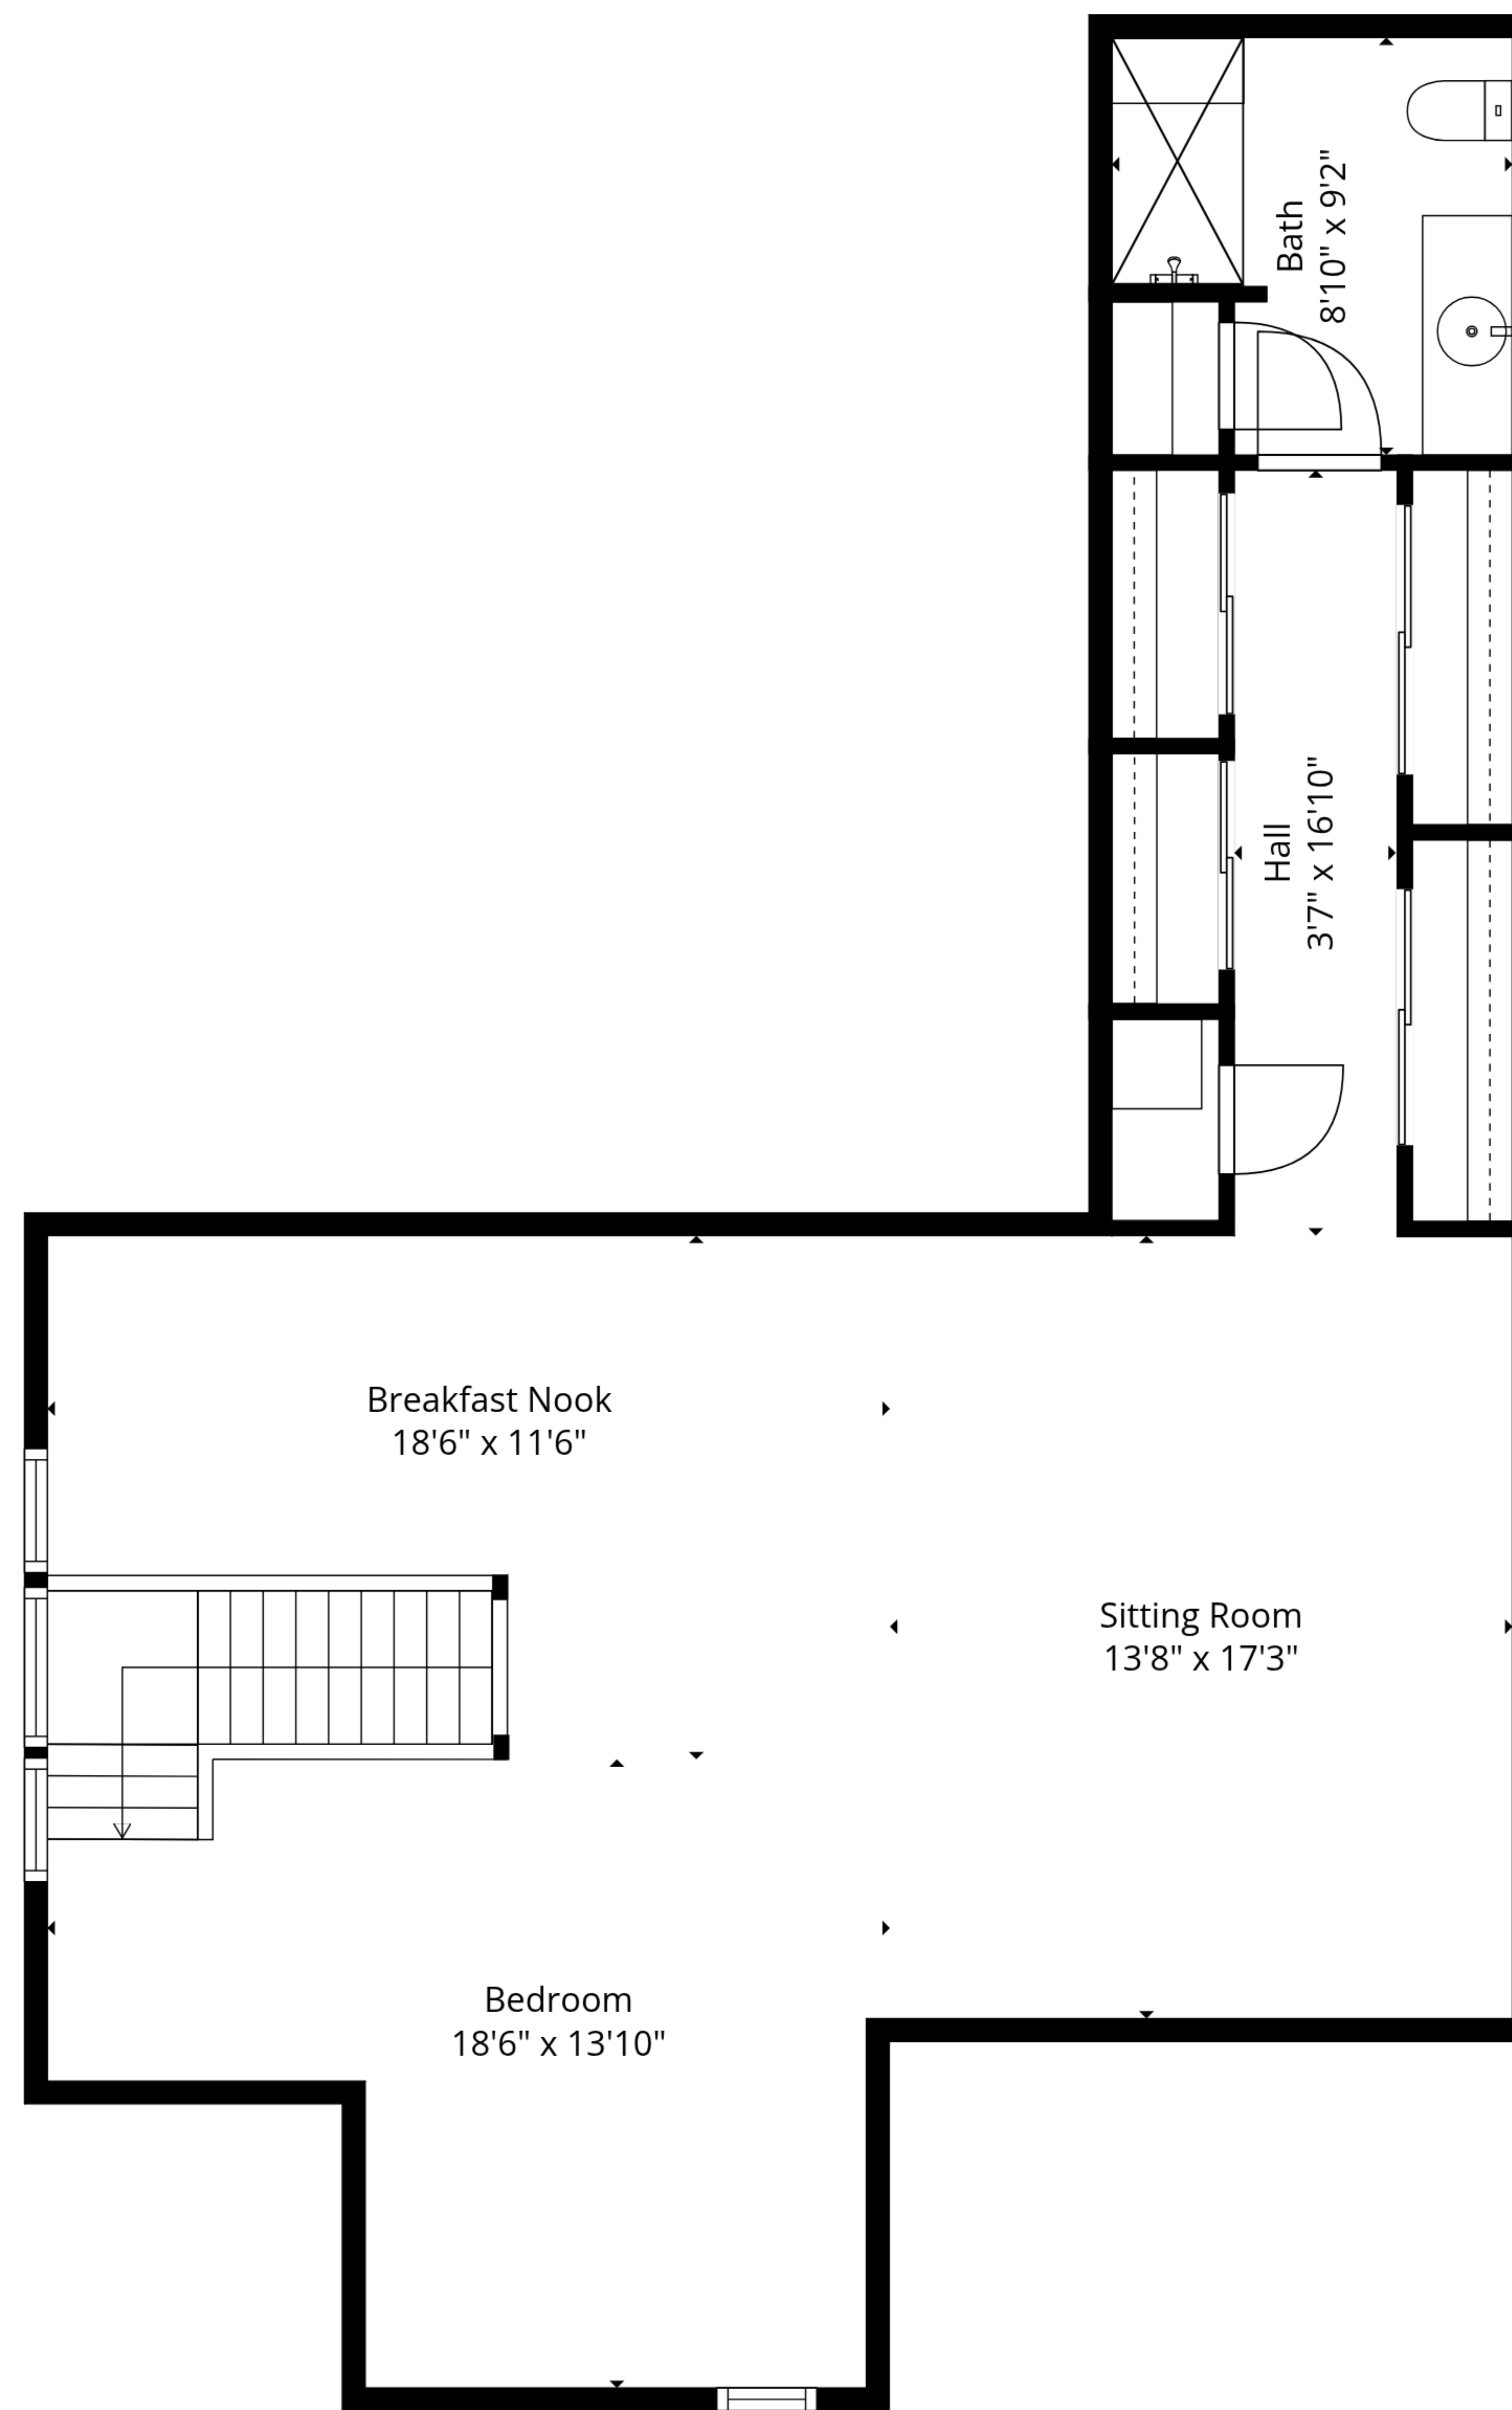 Bath
8'10" x 9'2"
Hall
3'7" x 16'10"
Breakfast Nook
18'6" x 11'6"
Sitting Room
13'8" x 17'3"
Bedroom
18'6" x 13'10"